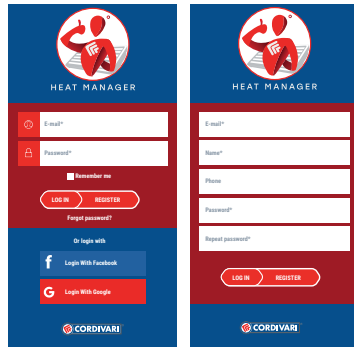 HEAT MANAGER
E-mail*
Password*
Remember me
LOG IN REGISTER
Forgot password?
Or login with
f Login With Facebook
G Login With Google
CORDIVARI
HEAT MANAGER
E-mail*
Name*
Phone
Password*
Repeat password*
LOG IN REGISTER
CORDIVARI